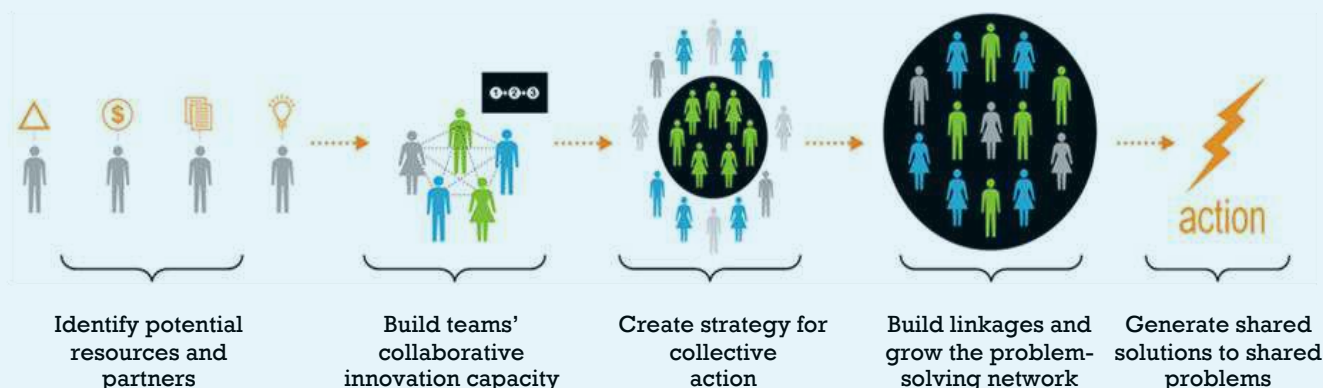 $
1+2+3
action
Identify potential
resources and
partners
Build teams’
collaborative
innovation capacity
Create strategy for
collective
action
Build linkages and
grow the problem-
solving network
Generate shared
solutions to shared
problems